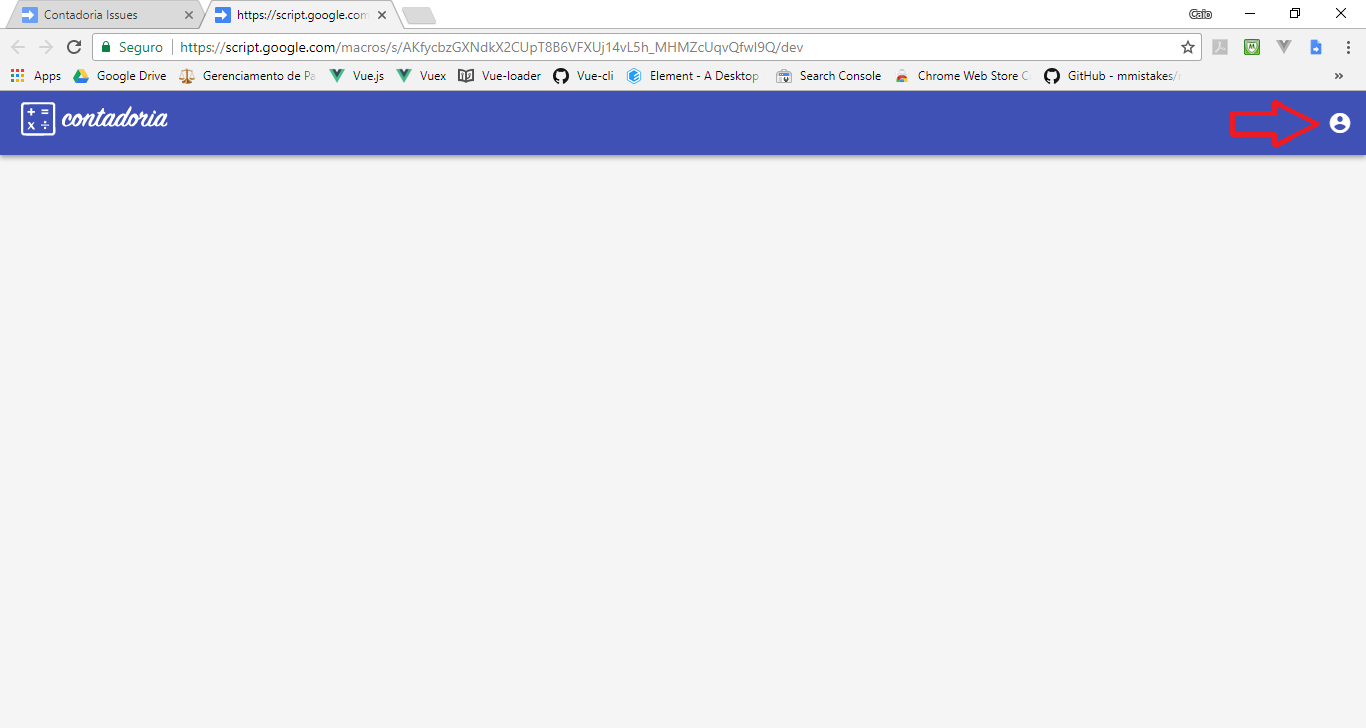 Contadoria Issues
https://script.google.com
Caio
Seguro
https://script.google.com/macros/s/AKfycbzGXNdkX2CUpT8B6VFXUj14vL5h_MHMZcUqvQfwI9Q/dev
Apps
Google Drive
Gerenciamento de Pa
Vue.js
Vuex
Vue-loader
Vue-cli
Element - A Desktop
Search Console
Chrome Web Store
GitHub - mmistakes/
contadoria